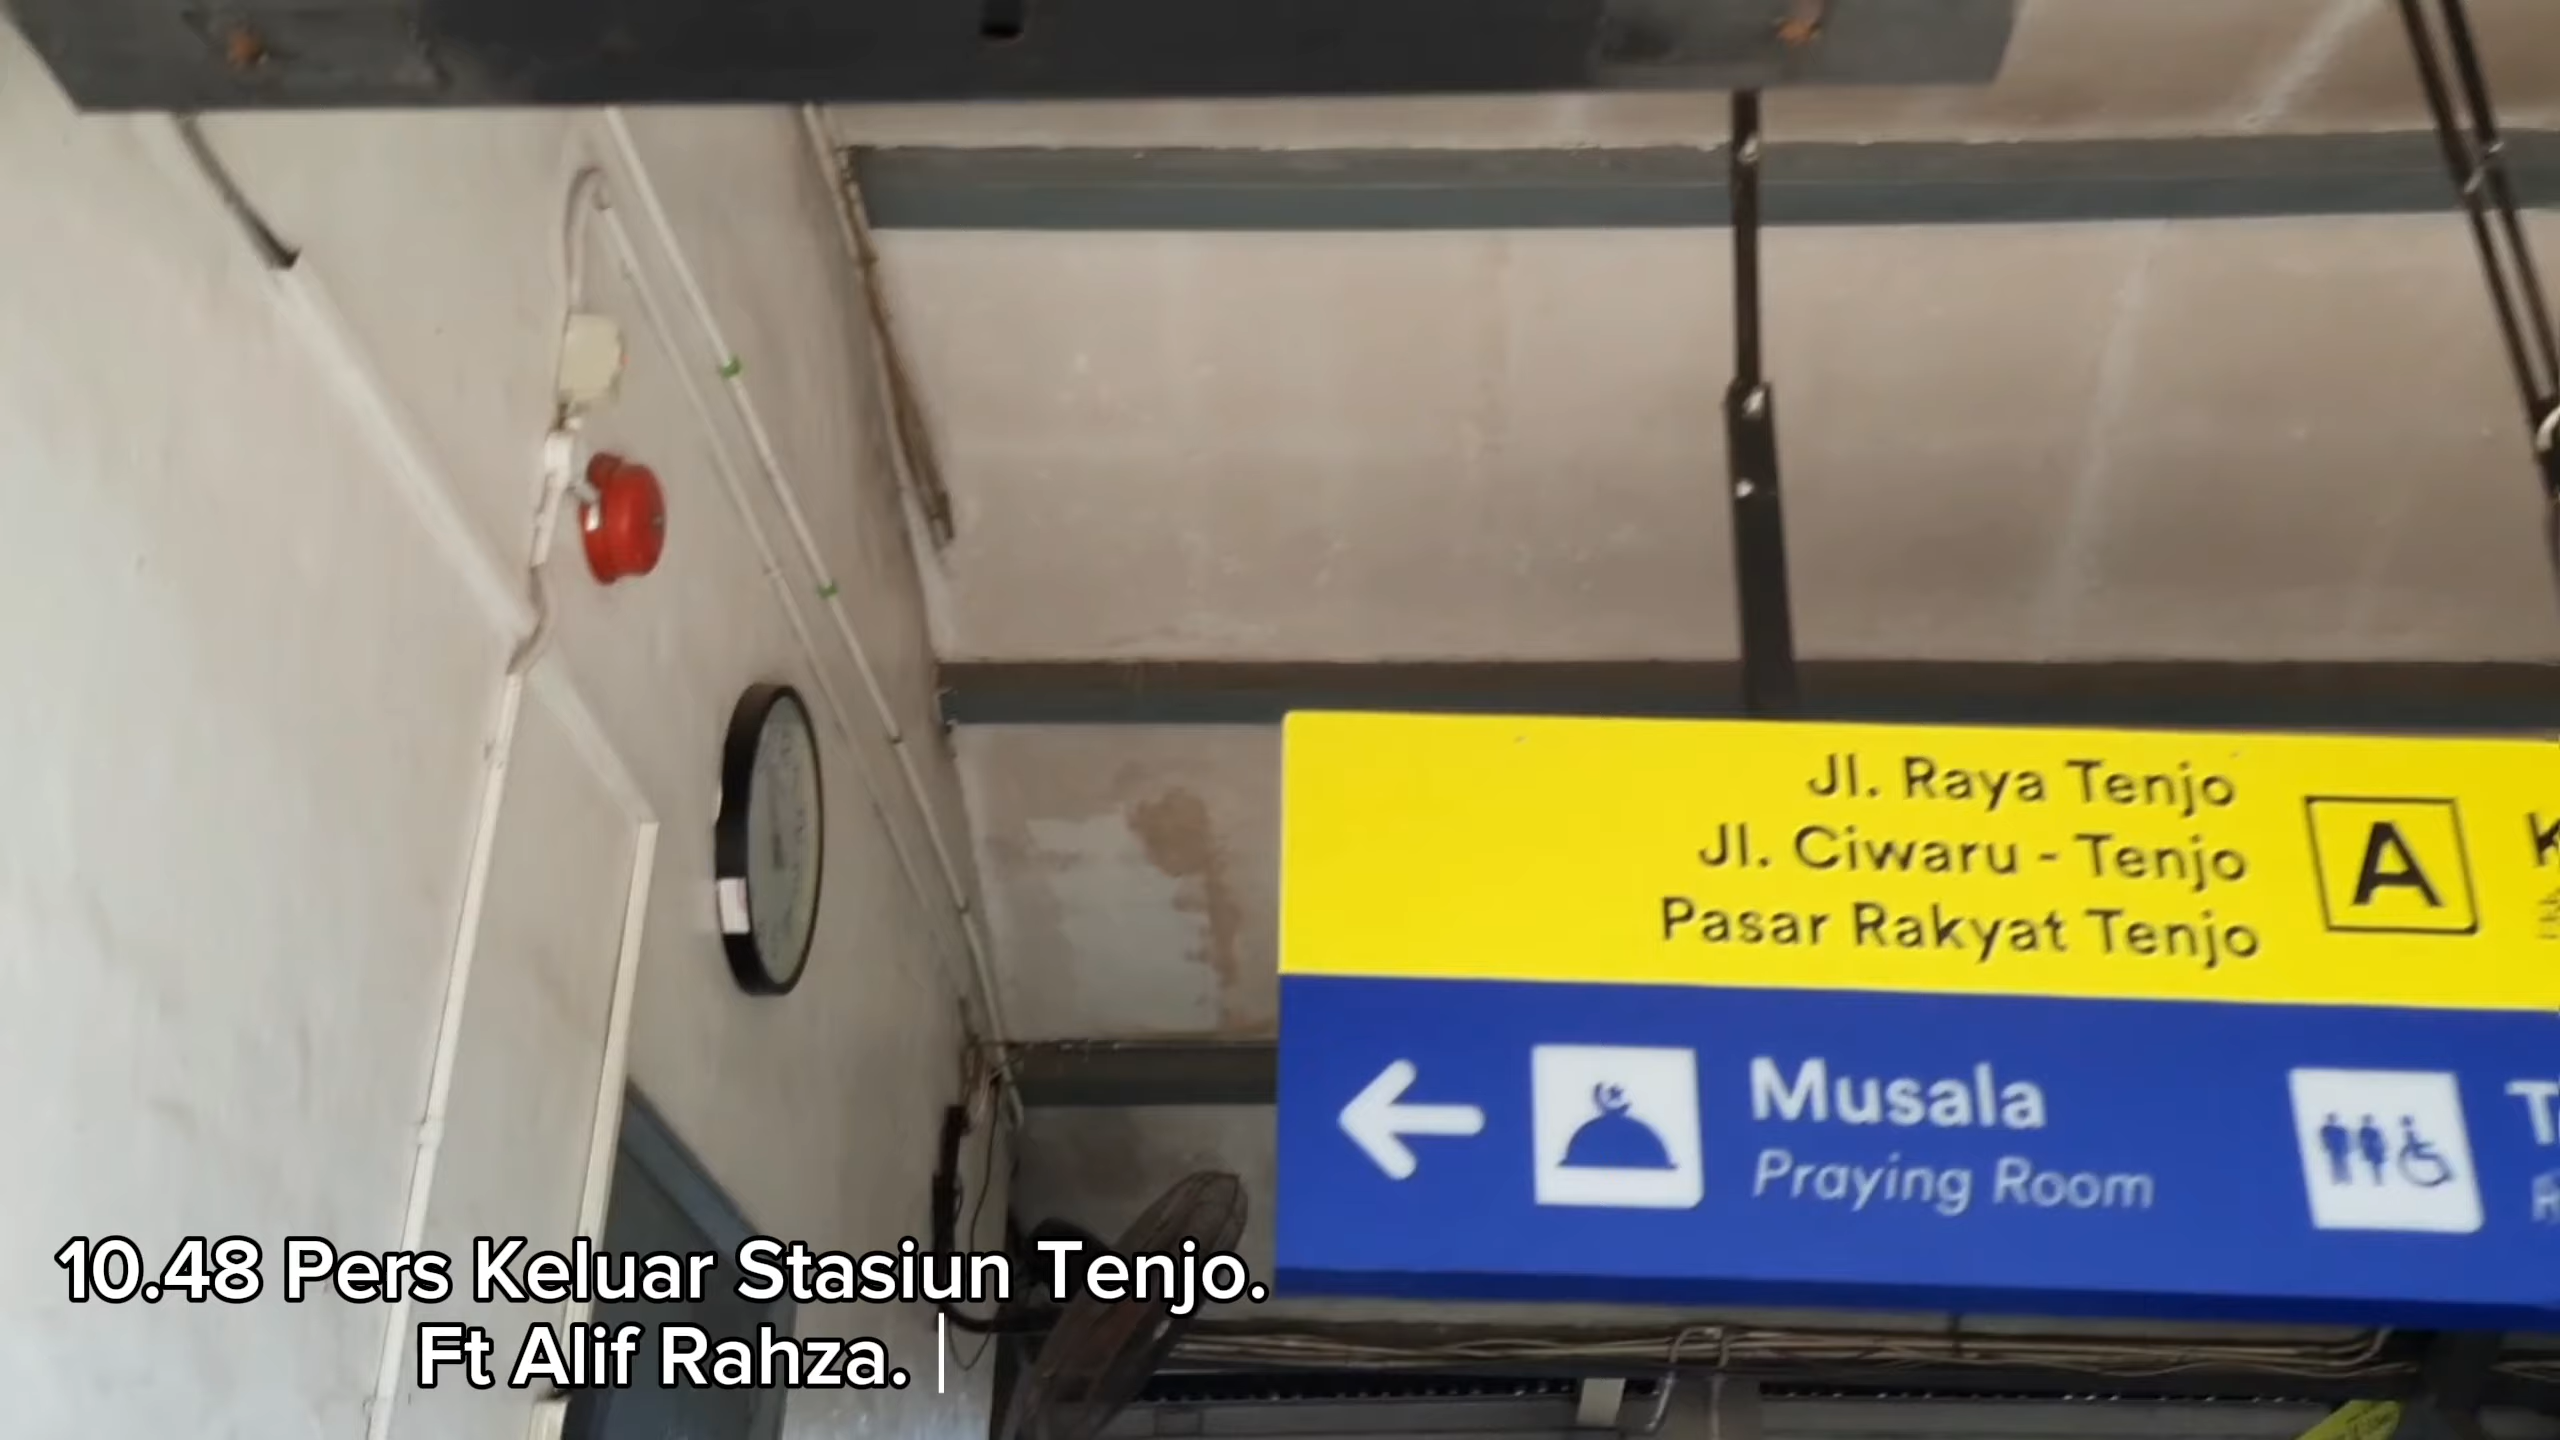 Jl. Raya Tenjo
Jl. Ciwaru - Tenjo
Pasar Rakyat Tenjo
A
Musala
Praying Room
10.48 Pers Keluar Stasiun Tenjo.
Ft Alif Rahza.